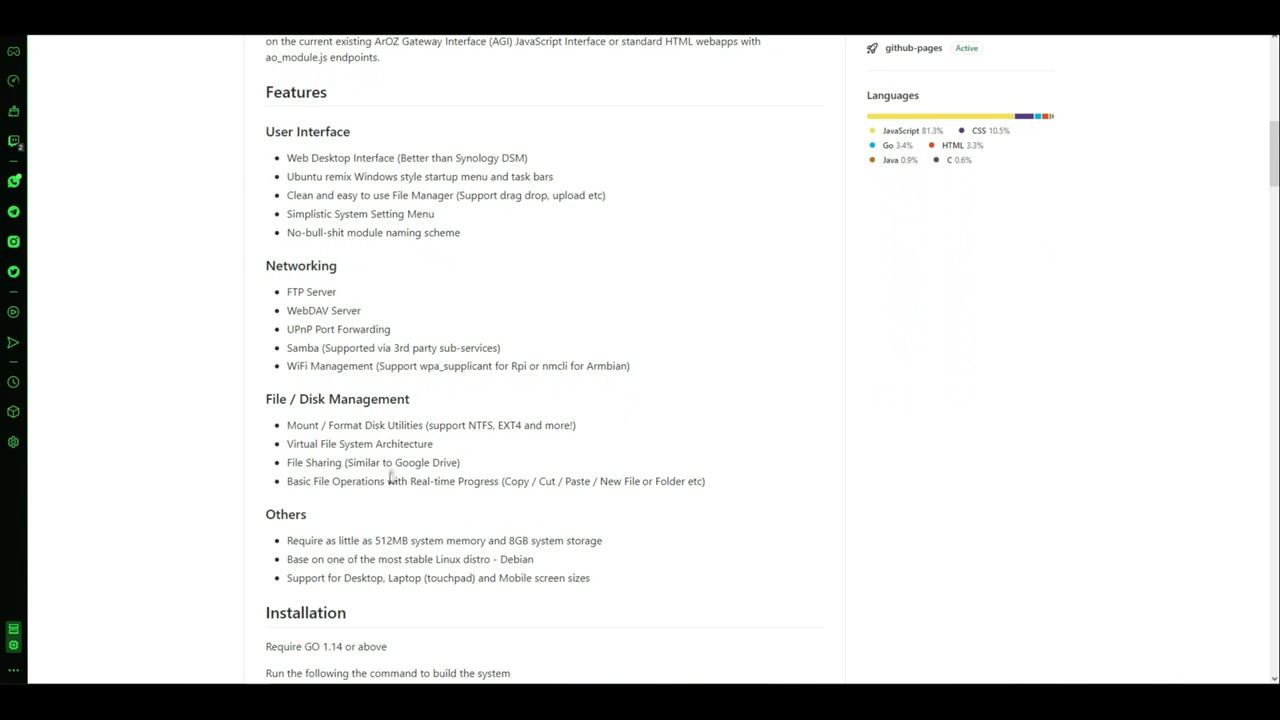 on the current existing ArOZ Gateway Interface (AGI) JavaScript Interface or standard HTML webapps with
ao_module.js endpoints.
Features
User Interface
Web Desktop Interface (Better than Synology DSM)
Ubuntu remix Windows style startup menu and task bars
Clean and easy to use File Manager (Support drag drop, upload etc)
Simplistic System Setting Menu
No-bull-shit module naming scheme
Networking
FTP Server
WebDAV Server
UPnP Port Forwarding
Samba (Supported via 3rd party sub-services)
WiFi Management (Support wpa_supplicant for Rpi or nmcli for Armbian)
File / Disk Management
Mount / Format Disk Utilities (support NTFS, EXT4 and more!)
Virtual File System Architecture
File Sharing (Similar to Google Drive)
Basic File Operations with Real-time Progress (Copy / Cut / Paste / New File or Folder etc)
Others
Require as little as 512MB system memory and 8GB system storage
Base on one of the most stable Linux distro - Debian
Support for Desktop, Laptop (touchpad) and Mobile screen sizes
Installation
Require GO 1.14 or above
Run the following the command to build the system
github-pages Active
Languages
JavaScript 81.3% CSS 10.5%
Go 3.4% HTML 3.3%
Java 0.9% C 0.6%